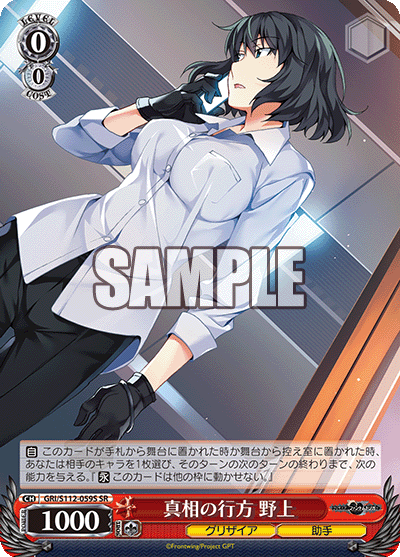 LEVEL
0
0
COST
SAMPLE
自 このカードが手札から舞台に置かれた時か舞台から控え室に置かれた時、
あなたは相手のキャラを1枚選び、そのターンの次のターンの終わりまで、次の
能力を与える。『永 このカードは他の枠に動かせない。』
CH GRI/S112-059S SR
1000
真相の行方 野上
グリザイア
助手
©Frontwing/Project GPT